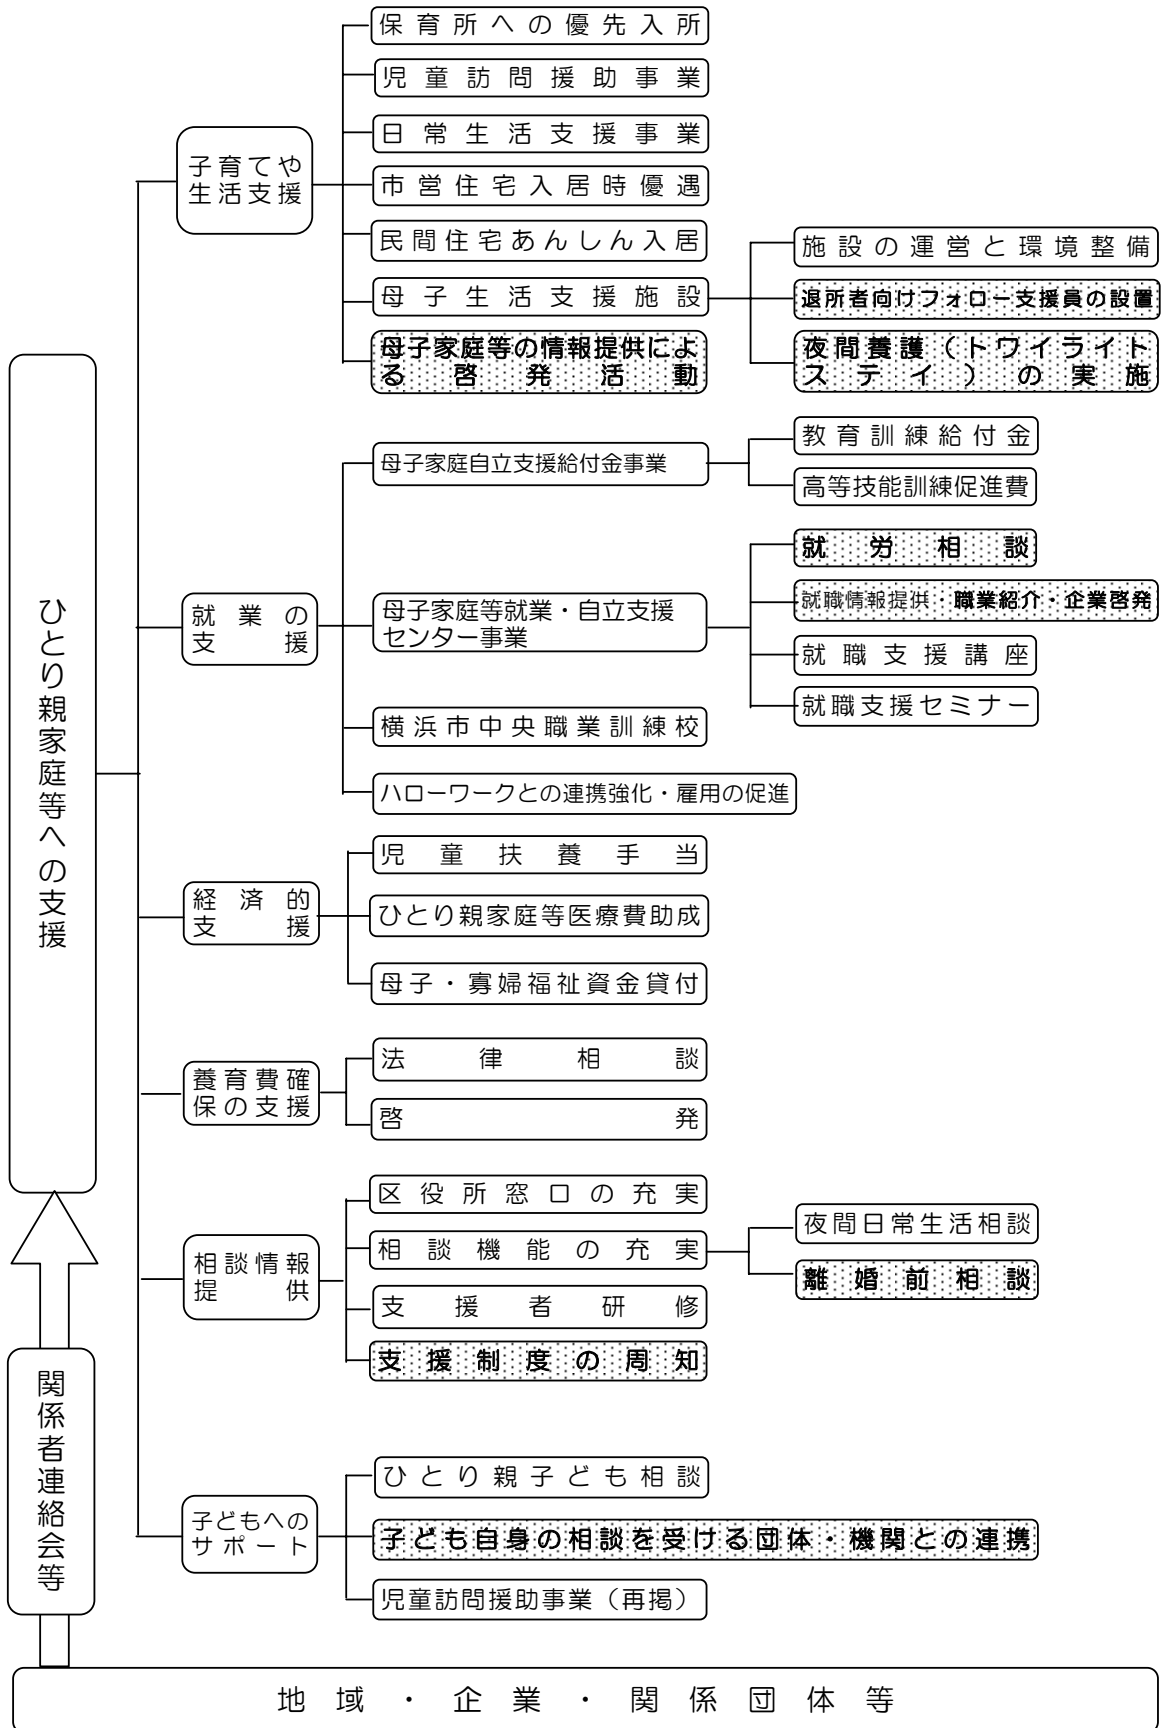 保育所への優先入所
児童訪問援助事業
日常生活支援事業
子育てや
生活支援
市営住宅入居時優遇
民間住宅あんしん入居
施設の運営と環境整備
母子生活支援施設
退所者向けフォロー支援員の設置
母子家庭等の情報提供によ
る啓発活動
夜間養護(トワイライト
ステイ)の実施
教育訓練給付金
母子家庭自立支援給付金事業
高等技能訓練促進費
就労相談
就職情報提供・職業紹介・企業啓発
ひとり親家庭等への支援
就業の
支援
母子家庭等就業・自立支援
センター事業
就職支援講座
就職支援セミナー
横浜市中央職業訓練校
ハローワークとの連携強化・雇用の促進
児童扶養手当
経済的
支援
ひとり親家庭等医療費助成
母子・寡婦福祉資金貸付
法律相談
養育費確
保の支援
啓発
区役所窓口の充実
夜間日常生活相談
相談情報
提供
相談機能の充実
離婚前相談
支援者研修
支援制度の周知
関係者連絡会等
ひとり親子ども相談
子どもへの
サポート
子ども自身の相談を受ける団体・機関との連携
児童訪問援助事業(再掲)
地域・企業・関係団体等